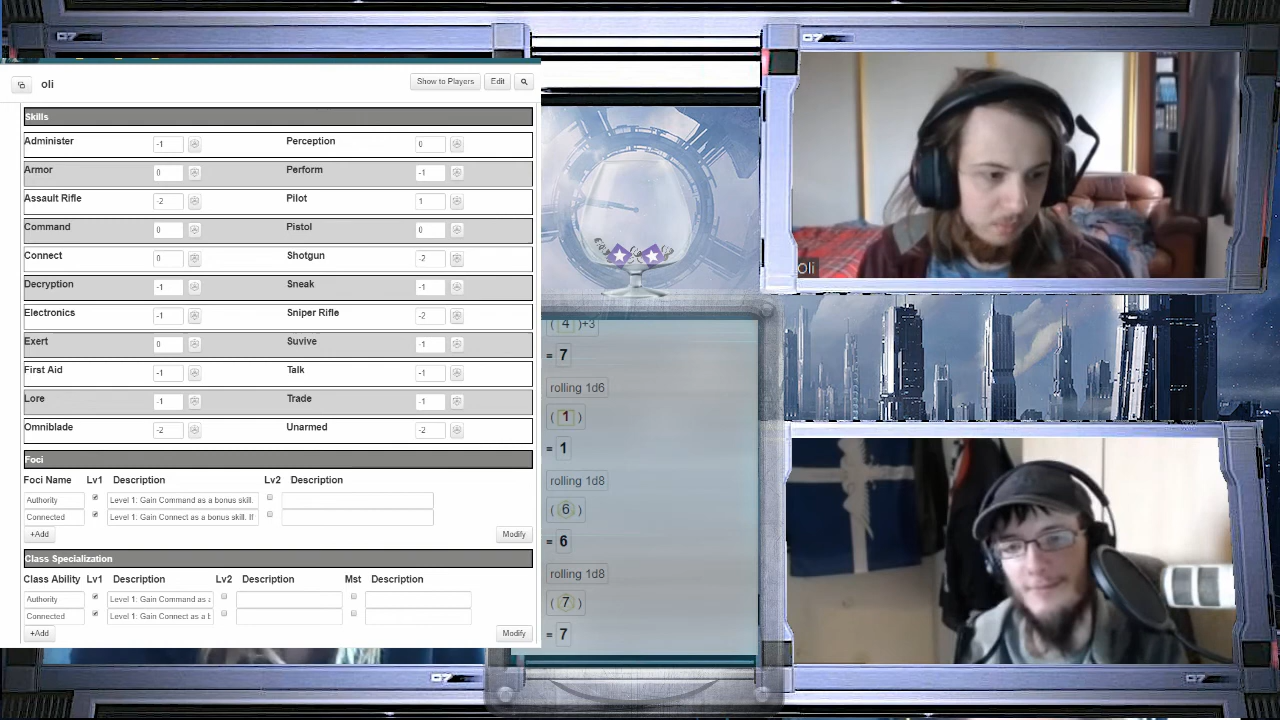 oli
Show to Players
Edit
Skills
Administer -1 Perception 0
Armor 0 Perform -1
Assault Rifle -2 Pilot 1
Command 0 Pistol 0
Connect 0 Shotgun -2
Decryption -1 Sneak -1
Electronics -1 Sniper Rifle -2
Exert 0 Suvive -1
First Aid -1 Talk -1
Lore -1 Trade -1
Omniblade -2 Unarmed -2
Foci
Foci Name Lv1 Description Lv2 Description
Authority Level 1: Gain Command as a bonus skill.
Connected Level 1: Gain Connect as a bonus skill. If
+Add Modify
Class Specialization
Class Ability Lv1 Description Lv2 Description Mst Description
Authority Level 1: Gain Command as a
Connected Level 1: Gain Connect as a b
+Add Modify
(4)+3
= 7
rolling 1d6
(1)
= 1
rolling 1d8
(6)
= 6
rolling 1d8
(7)
= 7
Oli